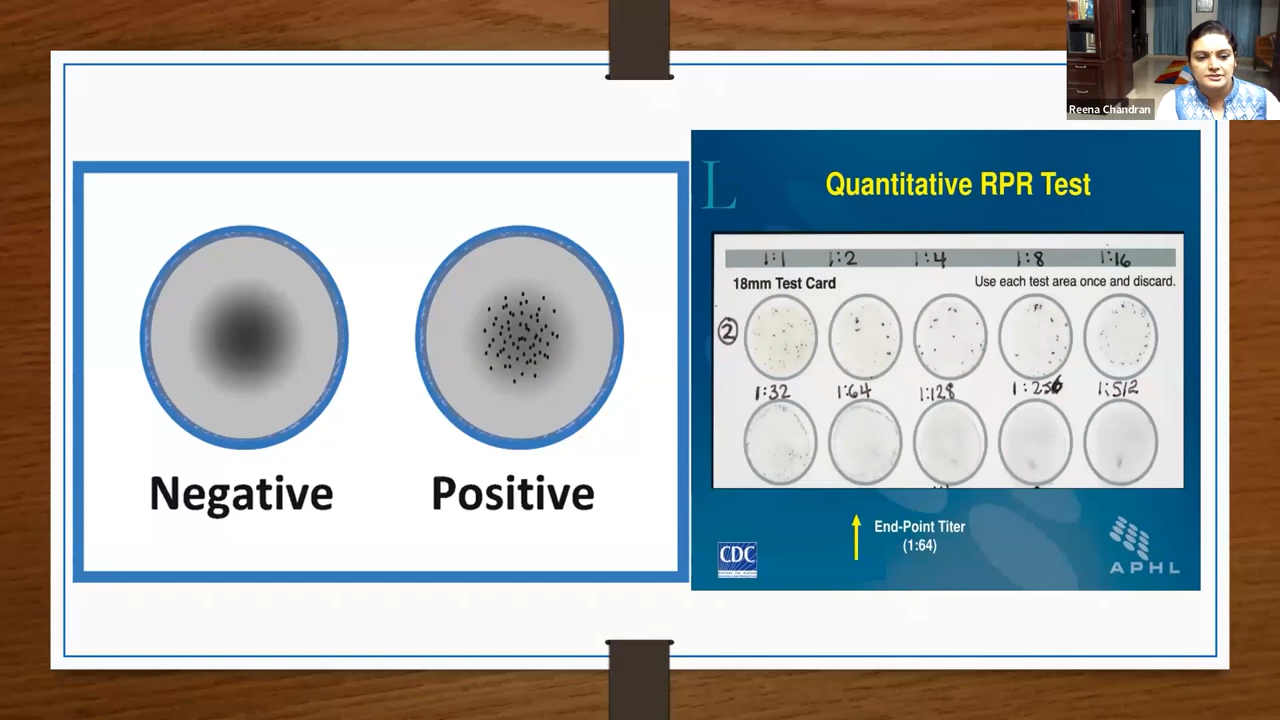 Reena Chandran
Negative
Positive
L
Quantitative RPR Test
1:1 1:2 1:4 1:8 1:16
18mm Test Card
Use each test area once and discard.
2
1:32 1:64 1:128 1:256 1:512
End-Point Titer
(1:64)
CDC
APHL